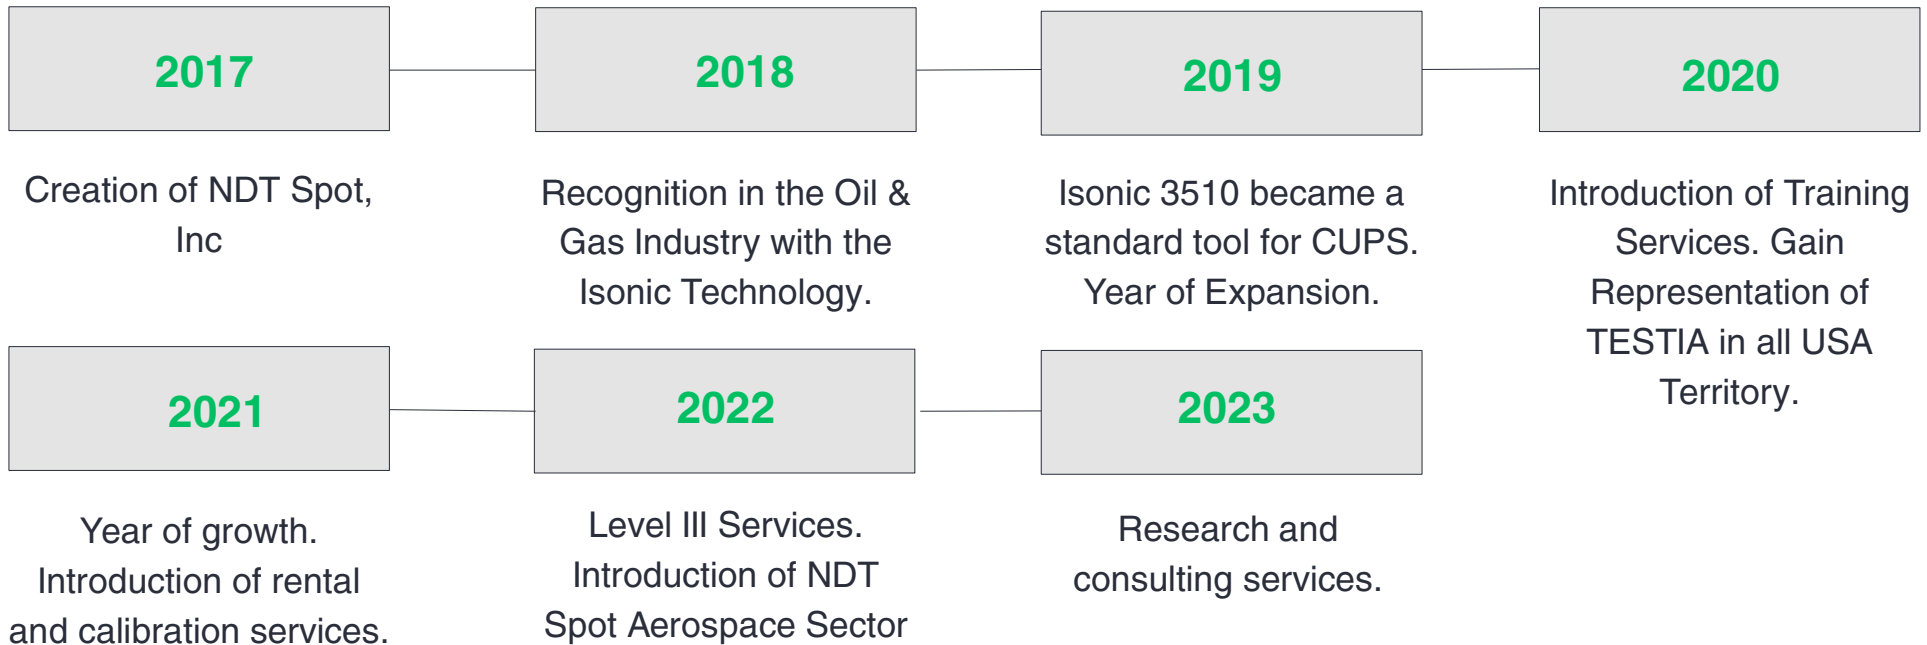 2017
Creation of NDT Spot,
Inc
2018
Recognition in the Oil &
Gas Industry with the
Isonic Technology.
2019
Isonic 3510 became a
standard tool for CUPS.
Year of Expansion.
2020
Introduction of Training
Services. Gain
Representation of
TESTIA in all USA
Territory.
2021
Year of growth.
Introduction of rental
and calibration services.
2022
Level III Services.
Introduction of NDT
Spot Aerospace Sector
2023
Research and
consulting services.